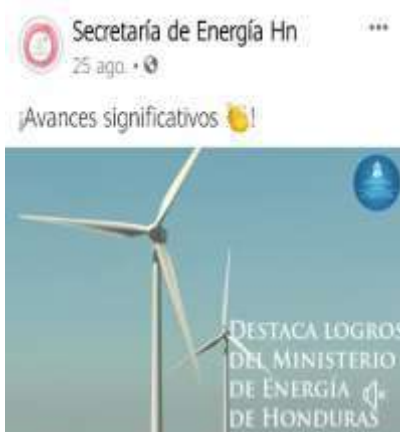 Secretaría de Energía Hn
25 ago.
¡Avances significativos 👏!
DESTACA LOGROS
DEL MINISTERIO
DE ENERGÍA
DE HONDURAS